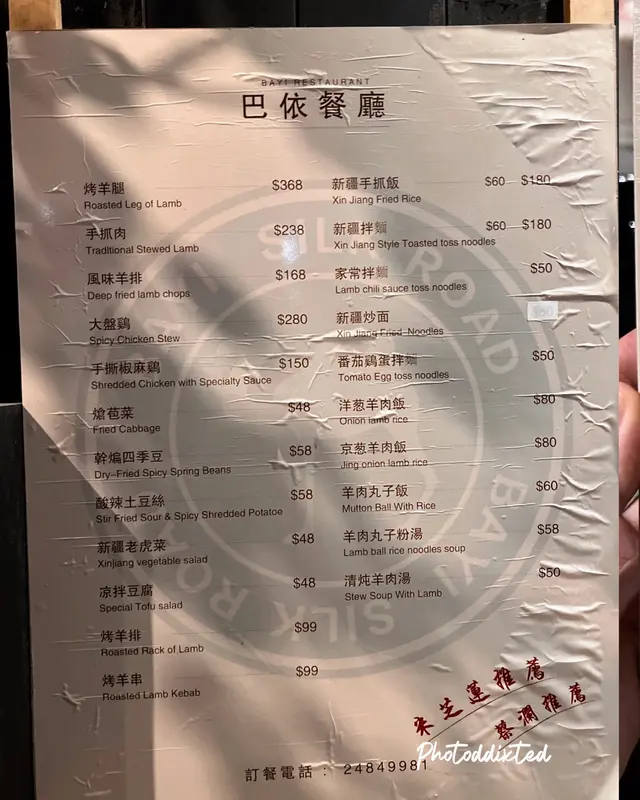 BAYI RESTAURANT
巴依餐廳
烤羊腿 $368
Roasted Leg of Lamb
手抓肉 $238
Traditional Stewed Lamb
風味羊排 $168
Deep fried lamb chops
大盤鷄 $280
Spicy Chicken Stew
手撕椒麻鷄 $150
Shredded Chicken with Specialty Sauce
熗苞菜 $48
Fried Cabbage
幹煸四季豆 $58
Dry-Fried Spicy Spring Beans
酸辣土豆絲 $58
Stir Fried Sour & Spicy Shredded Potatoe
新疆老虎菜 $48
Xinjiang vegetable salad
凉拌豆腐 $48
Special Tofu salad
烤羊排 $99
Roasted Rack of Lamb
烤羊串 $99
Roasted Lamb Kebab
新疆手抓飯 $60 $180
Xin Jiang Fried Rice
新疆拌麵 $60 $180
Xin Jiang Style Toasted toss noodles
家常拌麵 $50
Lamb chili sauce toss noodles
新疆炒面
Xin Jiang Fried Noodles
番茄鷄蛋拌麵 $50
Tomato Egg toss noodles
洋葱羊肉飯 $80
Onion lamb rice
京葱羊肉飯 $80
Jing onion lamb rice
羊肉丸子飯 $60
Mutton Ball With Rice
羊肉丸子粉湯 $58
Lamb ball rice noodles soup
清炖羊肉湯 $50
Stew Soup With Lamb
BAYI SILK ROAD BAYI SILK ROAD
米芝蓮推薦
蔡瀾推薦
Photoddixted
訂餐電話： 24849981